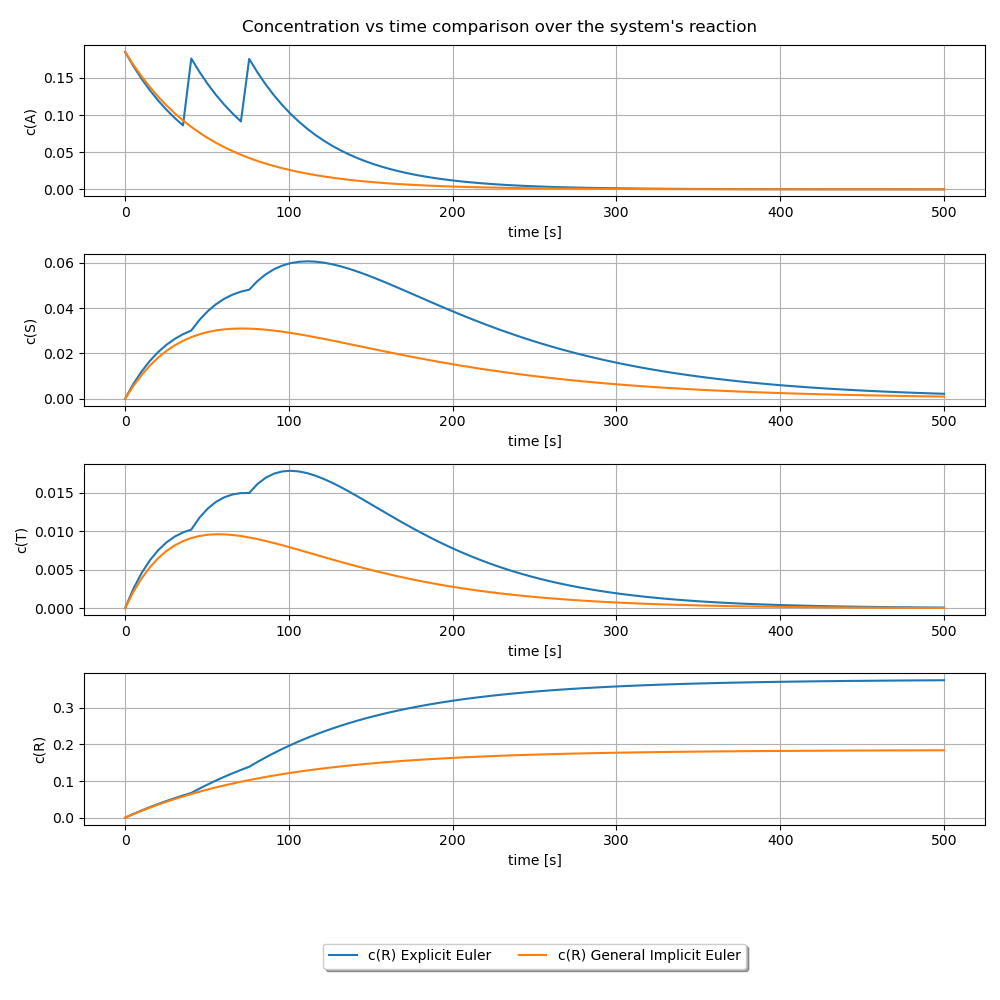 Concentration vs time comparison over the system's reaction
c(A)
0.15
0.10
0.05
0.00
0 100 200 300 400 500
time [s]
c(S)
0.06
0.04
0.02
0.00
0 100 200 300 400 500
time [s]
c(T)
0.015
0.010
0.005
0.000
0 100 200 300 400 500
time [s]
c(R)
0.3
0.2
0.1
0.0
0 100 200 300 400 500
time [s]
c(R) Explicit Euler c(R) General Implicit Euler